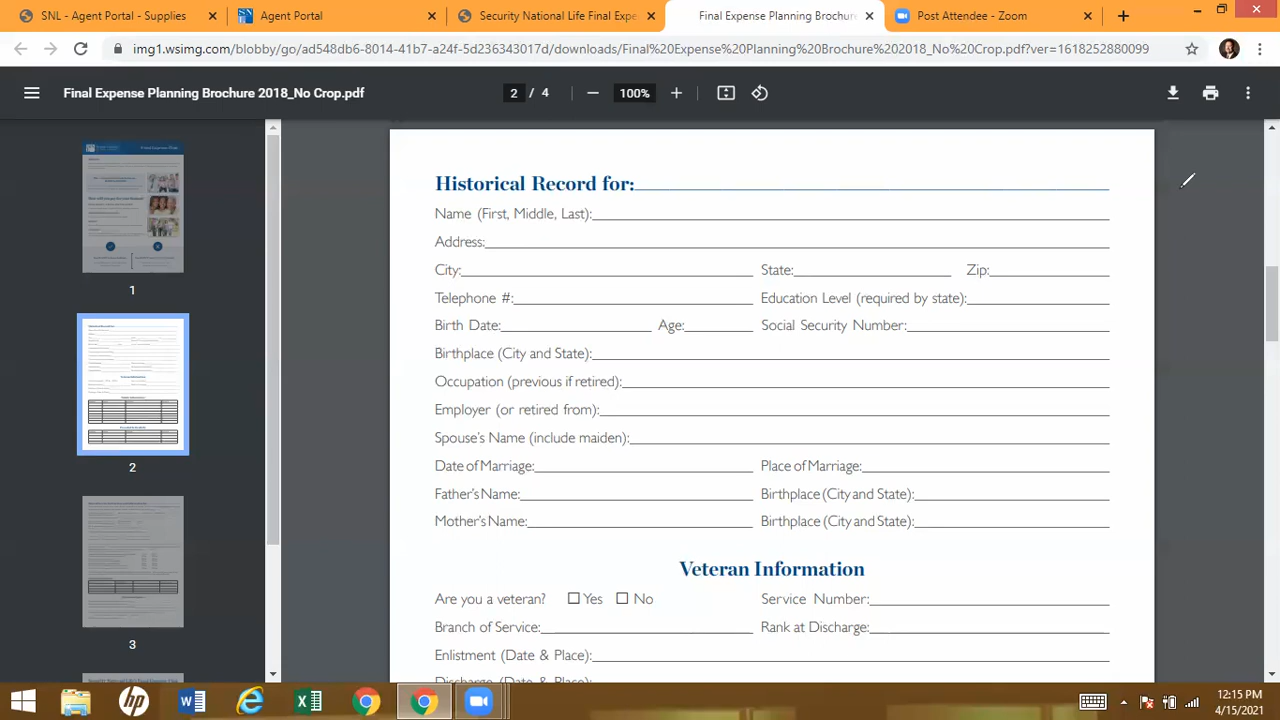 SNL - Agent Portal - Supplies
Agent Portal
Security National Life Final Expe
Final Expense Planning Brochure
Post Attendee - Zoom
img1.wsimg.com/blobby/go/ad548db6-8014-41b7-a24f-5d236343017d/downloads/Final%20Expense%20Planning%20Brochure%202018_No%20Crop.pdf?ver=1618252880099
Final Expense Planning Brochure 2018_No Crop.pdf
2 / 4
100%
Historical Record for:
Name (First, Middle, Last):
Address:
City: State: Zip:
Telephone #: Education Level (required by state):
Birth Date: Age: Social Security Number:
Birthplace (City and State):
Occupation (previous if retired):
Employer (or retired from):
Spouse's Name (include maiden):
Date of Marriage: Place of Marriage:
Father's Name: Birthplace (City and State):
Mother's Name: Birthplace (City and State):
Veteran Information
Are you a veteran? Yes No Service Number:
Branch of Service: Rank at Discharge:
Enlistment (Date & Place):
Discharge (Date & Place):
1
2
3
12:15 PM
4/15/2021